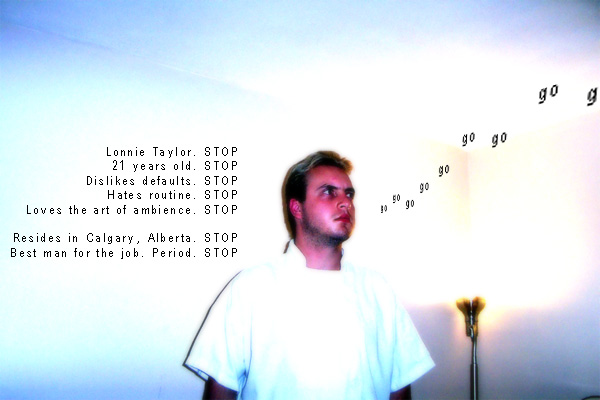 Lonnie Taylor. STOP
21 years old. STOP
Dislikes defaults. STOP
Hates routine. STOP
Loves the art of ambience. STOP
Resides in Calgary, Alberta. STOP
Best man for the job. Period. STOP
go go go go go go go go go